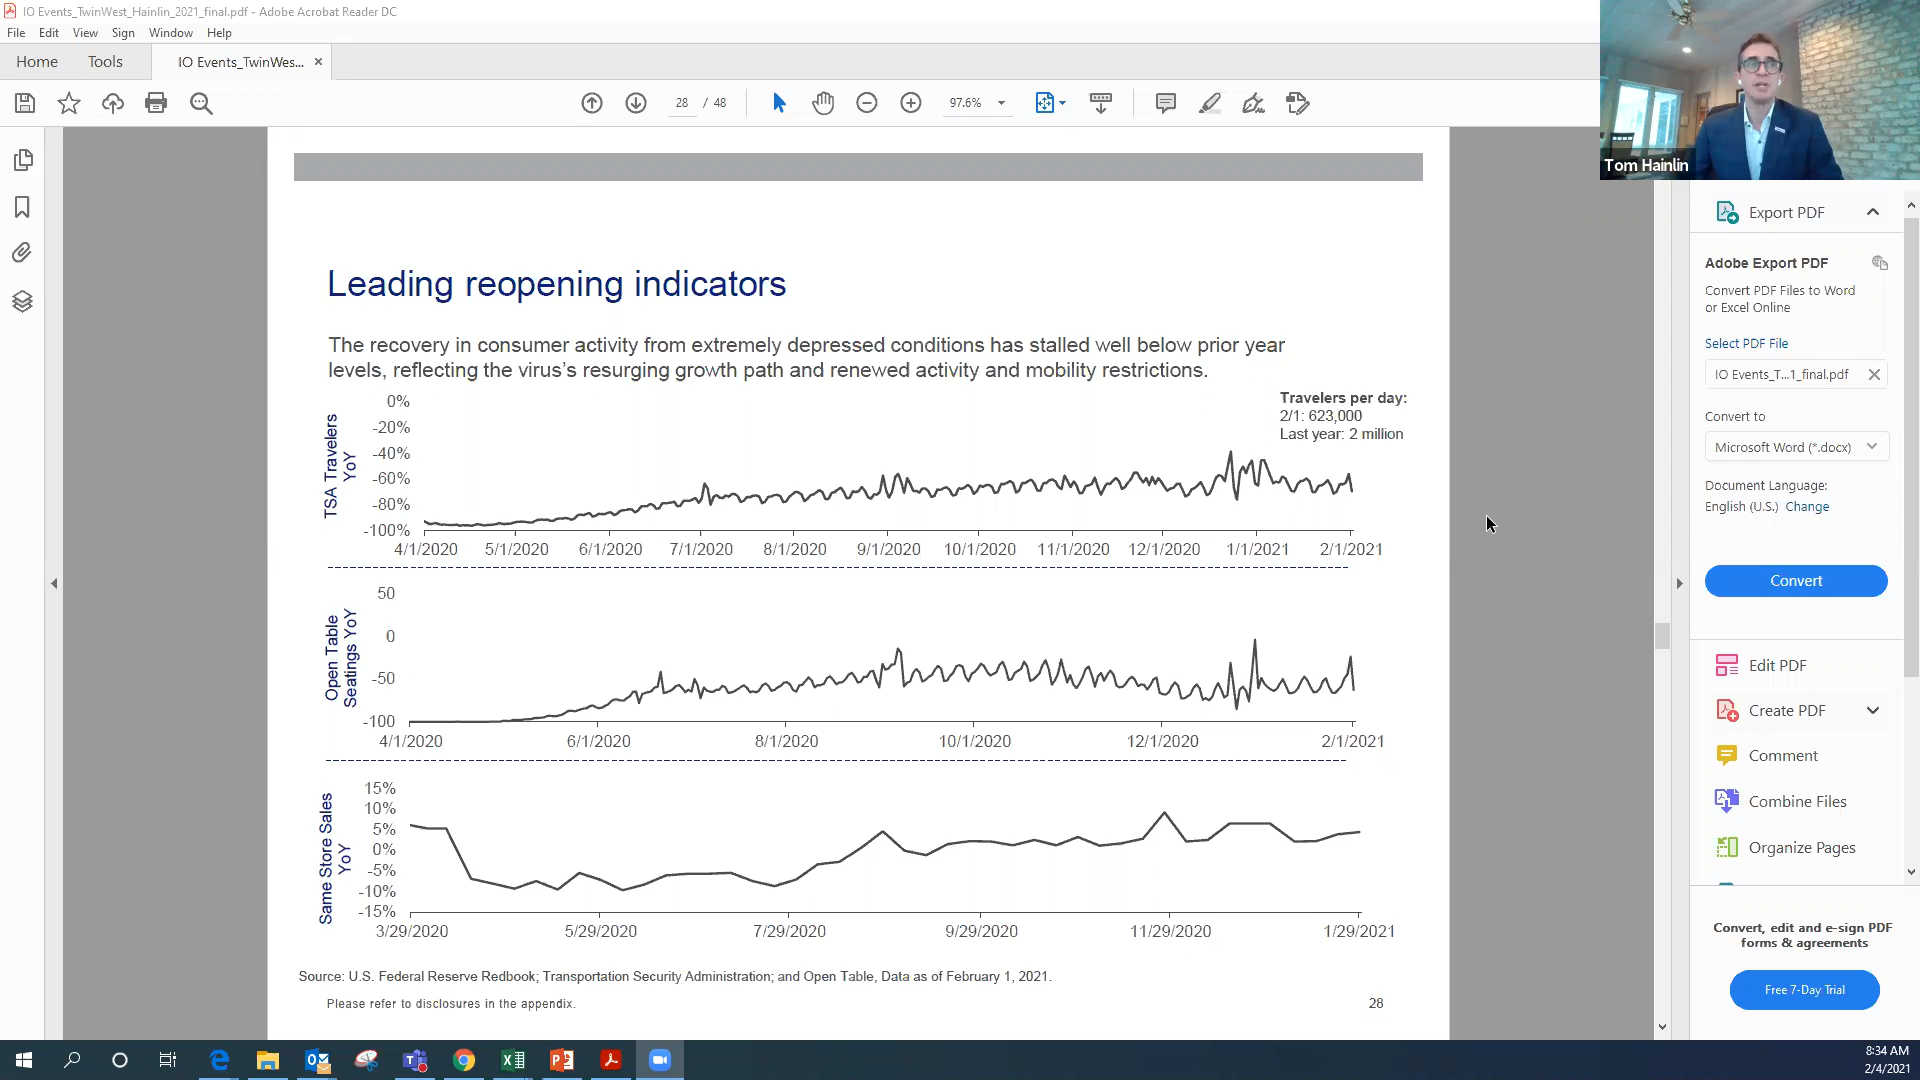 IO Events_TwinWest_Hainlin_2021_final.pdf - Adobe Acrobat Reader DC
File Edit View Sign Window Help
Home Tools IO Events_TwinWes... ×
28 / 48 97.6%
Tom Hainlin
Leading reopening indicators
The recovery in consumer activity from extremely depressed conditions has stalled well below prior year
levels, reflecting the virus's resurging growth path and renewed activity and mobility restrictions.
Travelers per day:
2/1: 623,000
Last year: 2 million
TSA Travelers
YoY
0%
-20%
-40%
-60%
-80%
-100%
4/1/2020 5/1/2020 6/1/2020 7/1/2020 8/1/2020 9/1/2020 10/1/2020 11/1/2020 12/1/2020 1/1/2021 2/1/2021
Open Table
Seatings YoY
50
0
-50
-100
4/1/2020 6/1/2020 8/1/2020 10/1/2020 12/1/2020 2/1/2021
Same Store Sales
YoY
15%
10%
5%
0%
-5%
-10%
-15%
3/29/2020 5/29/2020 7/29/2020 9/29/2020 11/29/2020 1/29/2021
Source: U.S. Federal Reserve Redbook; Transportation Security Administration; and Open Table, Data as of February 1, 2021.
Please refer to disclosures in the appendix.
28
Export PDF
Adobe Export PDF
Convert PDF Files to Word
or Excel Online
Select PDF File
IO Events_T...1_final.pdf
Convert to
Microsoft Word (*.docx)
Document Language:
English (U.S.) Change
Convert
Edit PDF
Create PDF
Comment
Combine Files
Organize Pages
Convert, edit and e-sign PDF
forms & agreements
Free 7-Day Trial
8:34 AM
2/4/2021